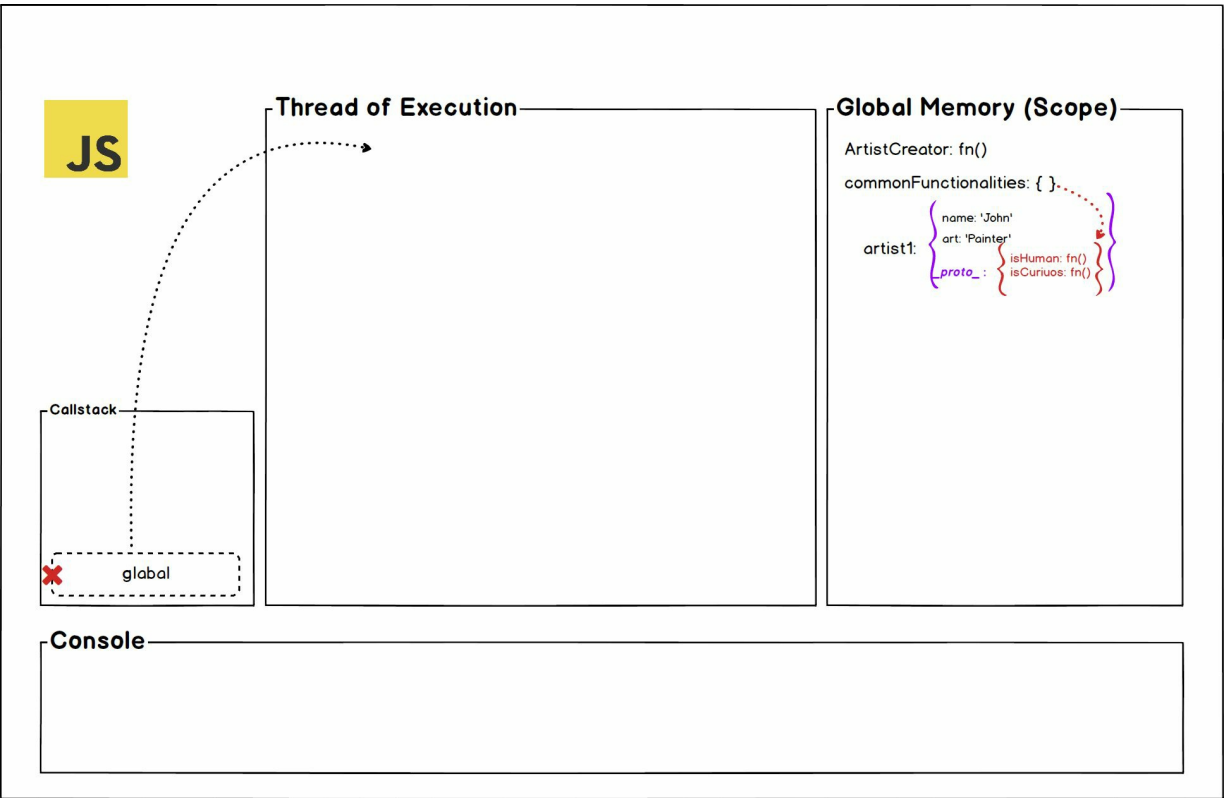 JS
Thread of Execution
Global Memory (Scope)
ArtistCreator: fn()
commonFunctionalities: { }
artist1:
name: 'John'
art: 'Painter'
_proto_ :
isHuman: fn()
isCuriuos: fn()
Callstack
glabal
Console